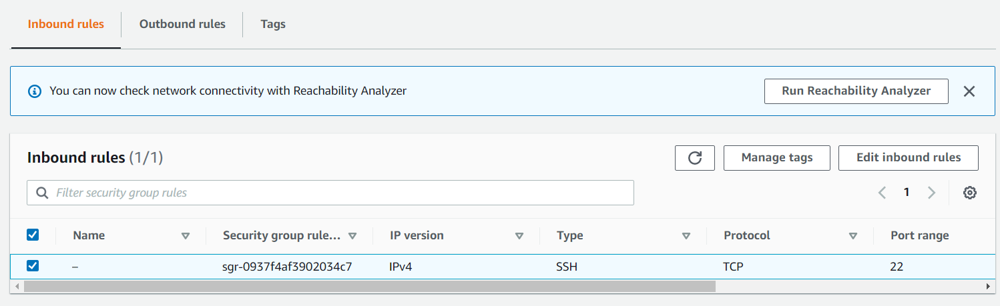 Inbound rules Outbound rules Tags
You can now check network connectivity with Reachability Analyzer Run Reachability Analyzer
Inbound rules (1/1) Manage tags Edit inbound rules
Filter security group rules 1
Name Security group rule... IP version Type Protocol Port range
– sgr-0937f4af3902034c7 IPv4 SSH TCP 22